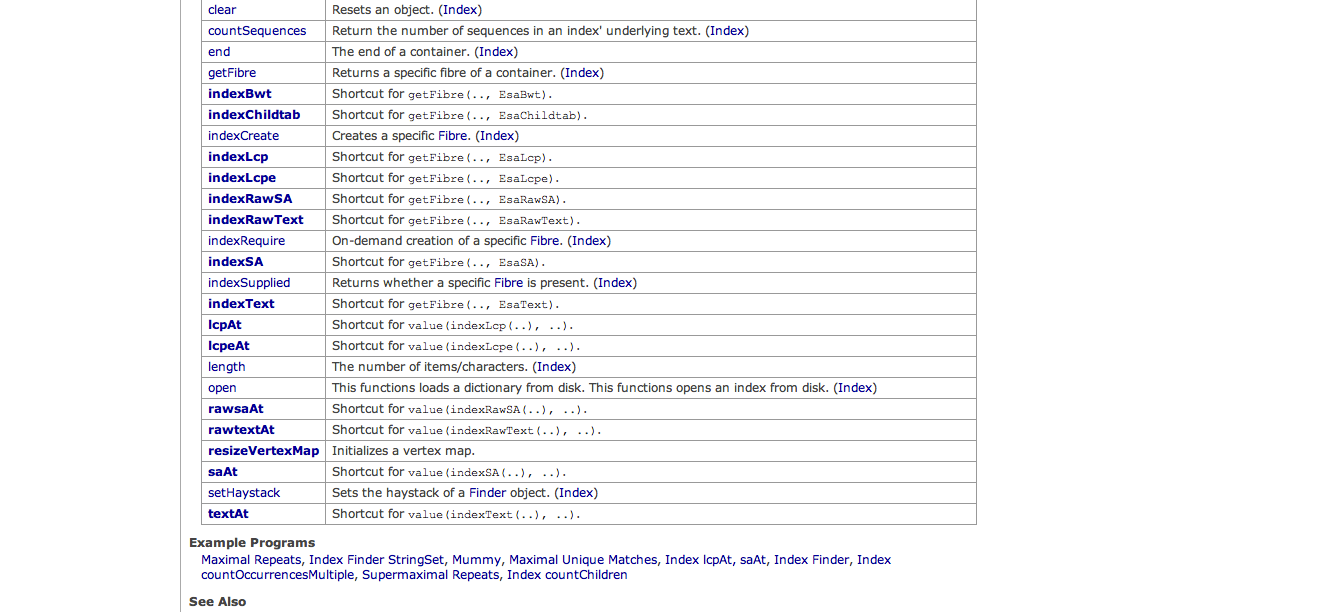 clear Resets an object. (Index)
countSequences Return the number of sequences in an index' underlying text. (Index)
end The end of a container. (Index)
getFibre Returns a specific fibre of a container. (Index)
indexBwt Shortcut for getFibre(.., EsaBwt).
indexChildtab Shortcut for getFibre(.., EsaChildtab).
indexCreate Creates a specific Fibre. (Index)
indexLcp Shortcut for getFibre(.., EsaLcp).
indexLcpe Shortcut for getFibre(.., EsaLcpe).
indexRawSA Shortcut for getFibre(.., EsaRawSA).
indexRawText Shortcut for getFibre(.., EsaRawText).
indexRequire On-demand creation of a specific Fibre. (Index)
indexSA Shortcut for getFibre(.., EsaSA).
indexSupplied Returns whether a specific Fibre is present. (Index)
indexText Shortcut for getFibre(.., EsaText).
lcpAt Shortcut for value(indexLcp(..), ..).
lcpeAt Shortcut for value(indexLcpe(..), ..).
length The number of items/characters. (Index)
open This functions loads a dictionary from disk. This functions opens an index from disk. (Index)
rawsaAt Shortcut for value(indexRawSA(..), ..).
rawtextAt Shortcut for value(indexRawText(..), ..).
resizeVertexMap Initializes a vertex map.
saAt Shortcut for value(indexSA(..), ..).
setHaystack Sets the haystack of a Finder object. (Index)
textAt Shortcut for value(indexText(..), ..).
Example Programs
Maximal Repeats, Index Finder StringSet, Mummy, Maximal Unique Matches, Index lcpAt, saAt, Index Finder, Index
countOccurrencesMultiple, Supermaximal Repeats, Index countChildren
See Also